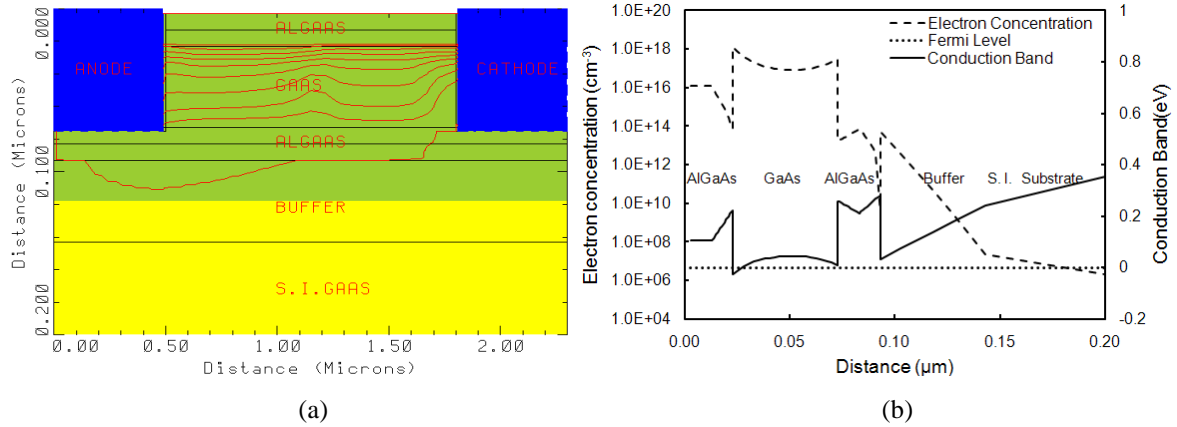 0.000
0.100
0.200
Distance (Microns)
ALGAAS
ANODE
CATHODE
GAAS
ALGAAS
BUFFER
S.I.GAAS
0.00 0.50 1.00 1.50 2.00
Distance (Microns)
(a)
1.0E+20
1.0E+18
1.0E+16
1.0E+14
1.0E+12
1.0E+10
1.0E+08
1.0E+06
1.0E+04
Electron concentration (cm-3)
Electron Concentration
Fermi Level
Conduction Band
AlGaAs GaAs AlGaAs Buffer S. I. Substrate
1
0.8
0.6
0.4
0.2
0
-0.2
Conduction Band(eV)
0.00 0.05 0.10 0.15 0.20
Distance (µm)
(b)